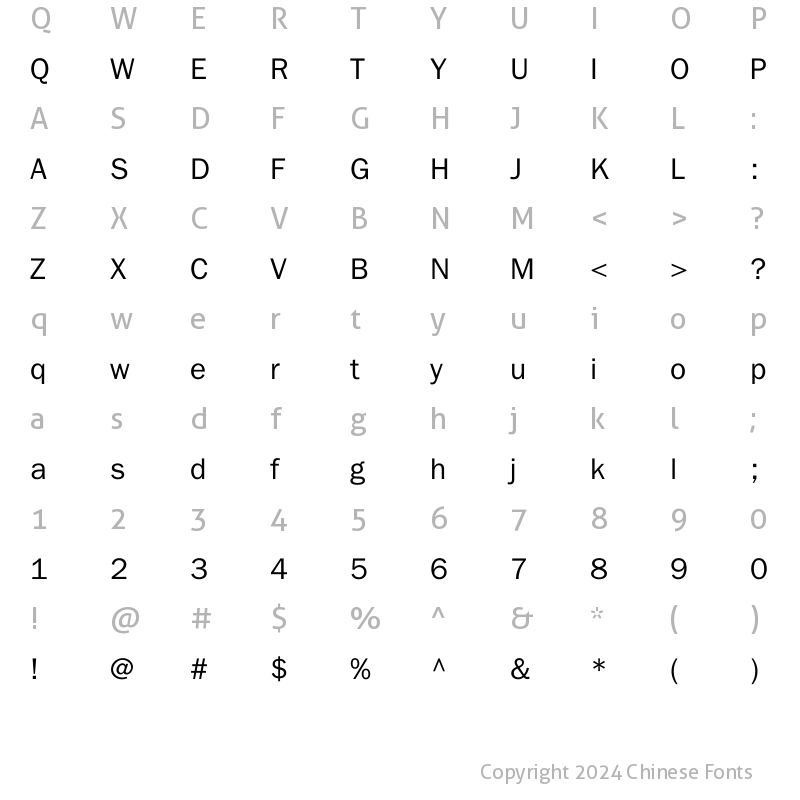 Q W E R T Y U I O P
Q W E R T Y U I O P
A S D F G H J K L :
A S D F G H J K L :
Z X C V B N M < > ?
Z X C V B N M < > ?
q w e r t y u i o p
q w e r t y u i o p
a s d f g h j k l ;
a s d f g h j k l ;
1 2 3 4 5 6 7 8 9 0
1 2 3 4 5 6 7 8 9 0
! @ # $ % ^ & * ( )
! @ # $ % ^ & * ( )
Copyright 2024 Chinese Fonts